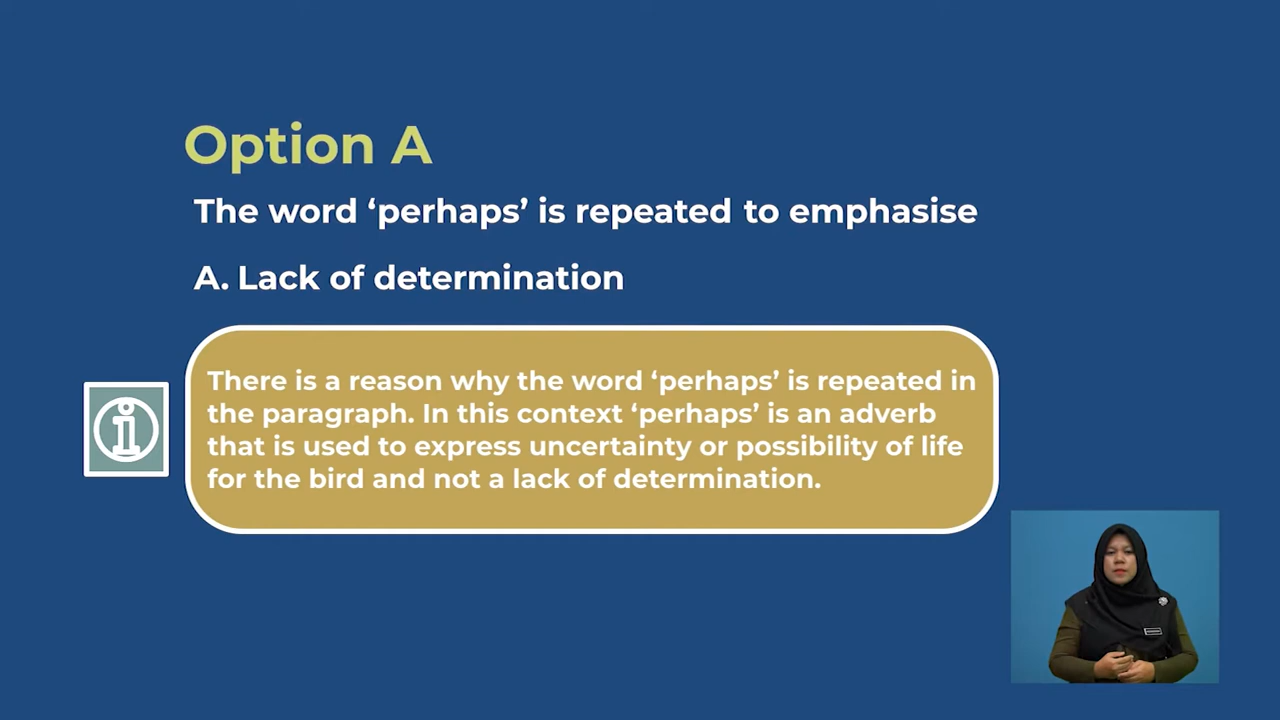 Option A
The word ‘perhaps’ is repeated to emphasise
A. Lack of determination
There is a reason why the word ‘perhaps’ is repeated in
the paragraph. In this context ‘perhaps’ is an adverb
that is used to express uncertainty or possibility of life
for the bird and not a lack of determination.